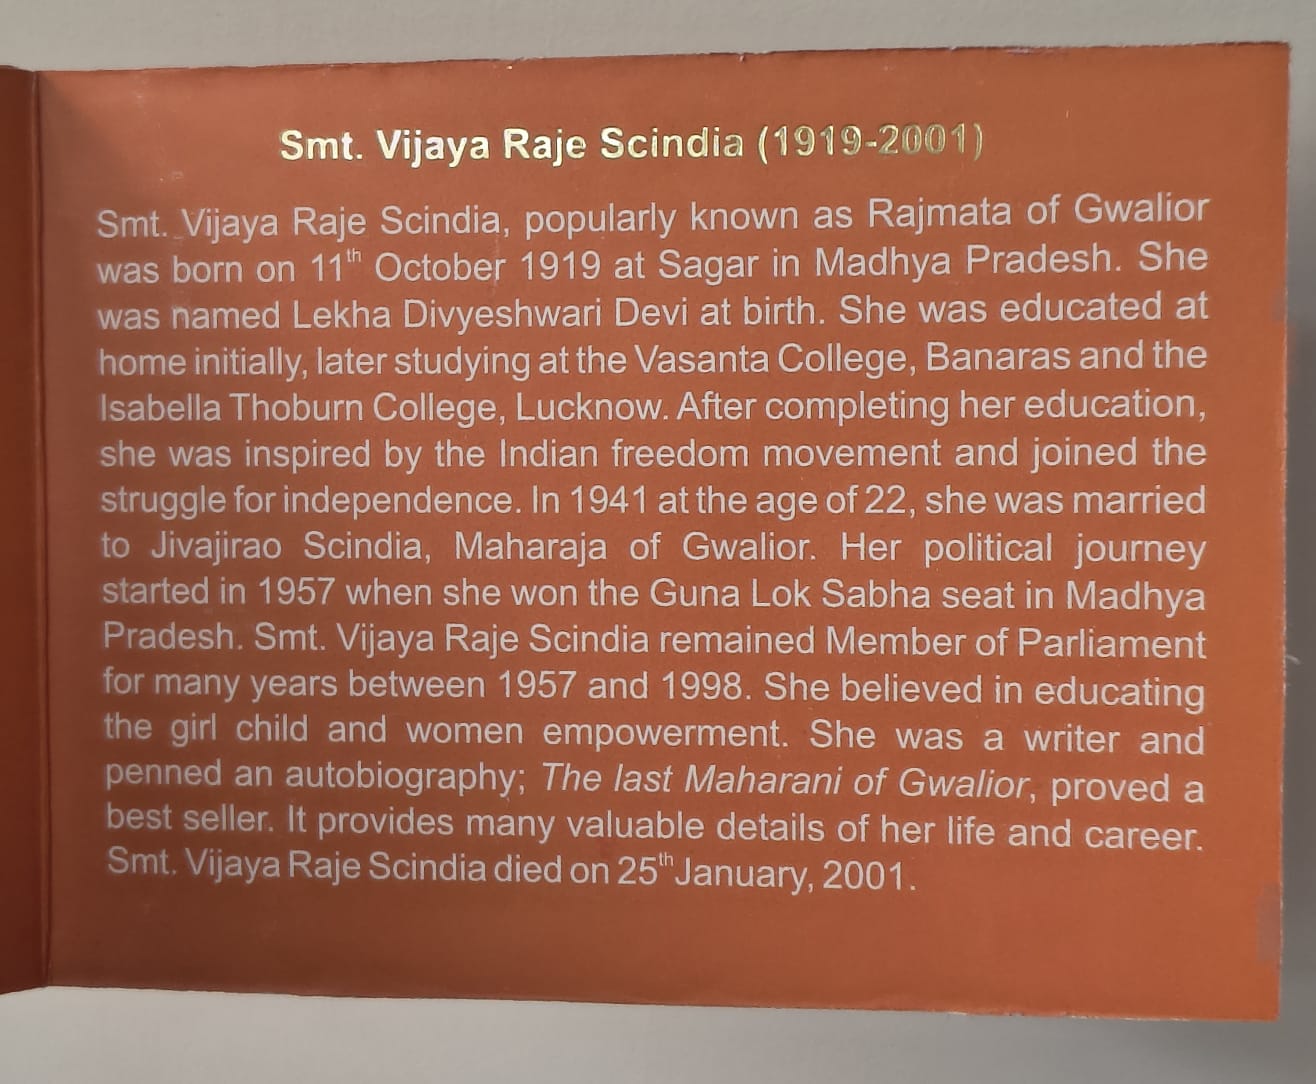 Smt. Vijaya Raje Scindia (1919-2001)
Smt. Vijaya Raje Scindia, popularly known as Rajmata of Gwalior
was born on 11th October 1919 at Sagar in Madhya Pradesh. She
was named Lekha Divyeshwari Devi at birth. She was educated at
home initially, later studying at the Vasanta College, Banaras and the
Isabella Thoburn College, Lucknow. After completing her education,
she was inspired by the Indian freedom movement and joined the
struggle for independence. In 1941 at the age of 22, she was married
to Jivajirao Scindia, Maharaja of Gwalior. Her political journey
started in 1957 when she won the Guna Lok Sabha seat in Madhya
Pradesh. Smt. Vijaya Raje Scindia remained Member of Parliament
for many years between 1957 and 1998. She believed in educating
the girl child and women empowerment. She was a writer and
penned an autobiography; The last Maharani of Gwalior, proved a
best seller. It provides many valuable details of her life and career.
Smt. Vijaya Raje Scindia died on 25th January, 2001.